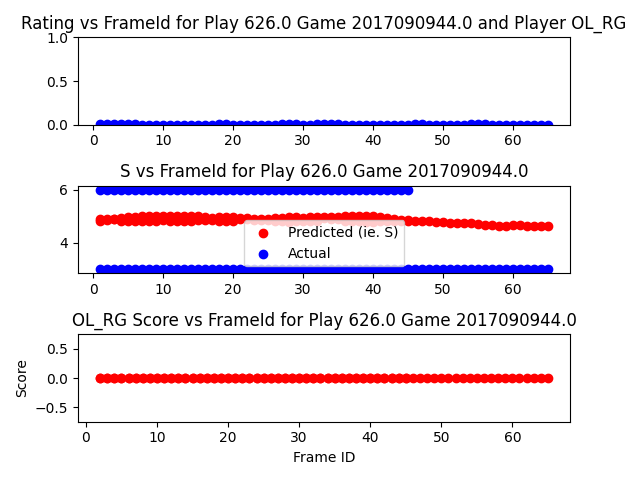 Rating vs FrameId for Play 626.0 Game 2017090944.0 and Player OL_RG
1.0
0.5
0.0
0 10 20 30 40 50 60
S vs FrameId for Play 626.0 Game 2017090944.0
6
4
Predicted (ie. S)
Actual
0 10 20 30 40 50 60
OL_RG Score vs FrameId for Play 626.0 Game 2017090944.0
Score
0.5
0.0
−0.5
0 10 20 30 40 50 60
Frame ID